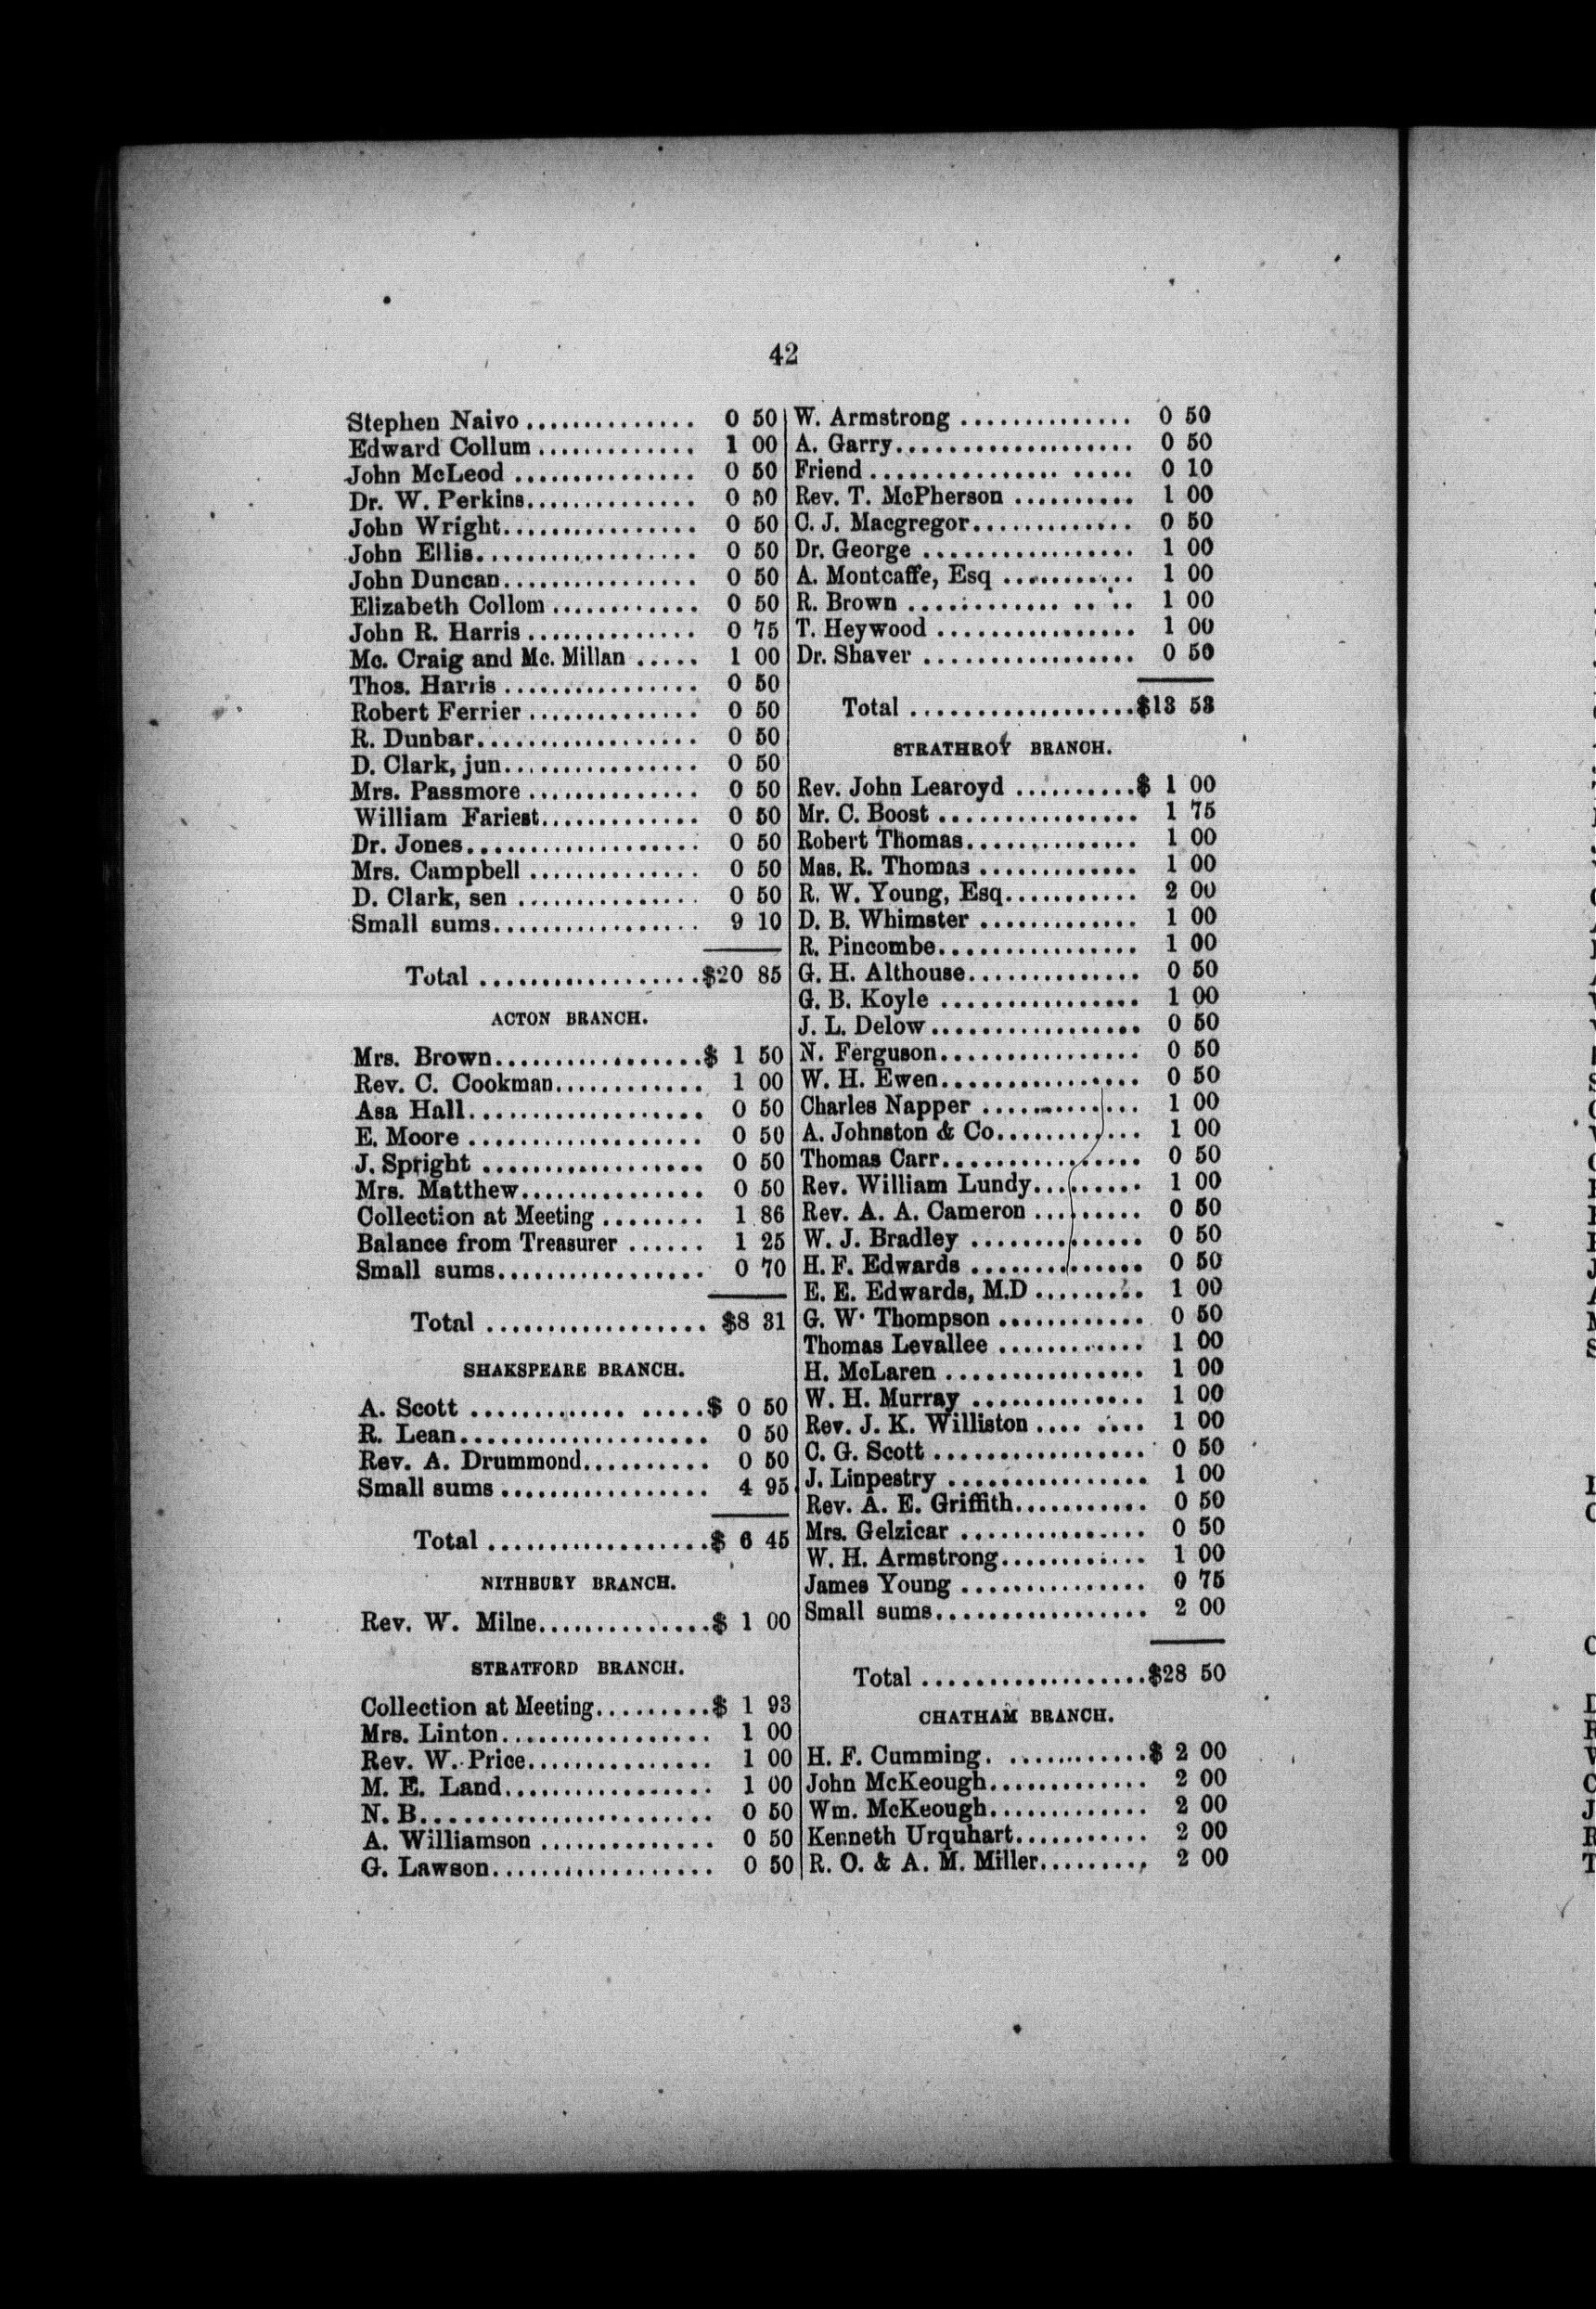 42
Stephen Naivo .............. 0 50
Edward Collum ............. 1 00
John McLeod ............... 0 50
Dr. W. Perkins.............. 0 50
John Wright................ 0 50
John Ellis.................. 0 50
John Duncan................ 0 50
Elizabeth Collom ............ 0 50
John R. Harris .............. 0 75
Mc. Craig and Mc. Millan ..... 1 00
Thos. Harris ................ 0 50
Robert Ferrier .............. 0 50
R. Dunbar.................. 0 50
D. Clark, jun................ 0 50
Mrs. Passmore .............. 0 50
William Fariest............. 0 50
Dr. Jones................... 0 50
Mrs. Campbell .............. 0 50
D. Clark, sen ............... 0 50
Small sums................. 9 10
Total ..................$20 85
ACTON BRANCH.
Mrs. Brown.................$ 1 50
Rev. C. Cookman............ 1 00
Asa Hall................... 0 50
E. Moore ................... 0 50
J. Spright .................. 0 50
Mrs. Matthew............... 0 50
Collection at Meeting ........ 1 86
Balance from Treasurer ...... 1 25
Small sums................. 0 70
Total .................. $8 31
SHAKSPEARE BRANCH.
A. Scott ............. .....$ 0 50
R. Lean.................... 0 50
Rev. A. Drummond.......... 0 50
Small sums ................. 4 95
Total ..................$ 6 45
NITHBURY BRANCH.
Rev. W. Milne..............$ 1 00
STRATFORD BRANCH.
Collection at Meeting.........$ 1 93
Mrs. Linton................. 1 00
Rev. W. Price............... 1 00
M. E. Land................. 1 00
N. B........................ 0 50
A. Williamson .............. 0 50
G. Lawson.................. 0 50
W. Armstrong .............. 0 50
A. Garry................... 0 50
Friend ................ ..... 0 10
Rev. T. McPherson .......... 1 00
C. J. Macgregor............. 0 50
Dr. George ................. 1 00
A. Montcaffe, Esq ........... 1 00
R. Brown ............ .. .. 1 00
T. Heywood ................ 1 00
Dr. Shaver ................. 0 50
Total ..................$13 53
STRATHROY BRANCH.
Rev. John Learoyd ..........$ 1 00
Mr. C. Boost ................ 1 75
Robert Thomas.............. 1 00
Mas. R. Thomas ............. 1 00
R. W. Young, Esq........... 2 00
D. B. Whimster ............. 1 00
R. Pincombe................ 1 00
G. H. Althouse.............. 0 50
G. B. Koyle ................ 1 00
J. L. Delow................. 0 50
N. Ferguson................ 0 50
W. H. Ewen................ 0 50
Charles Napper ............. 1 00
A. Johnston & Co............ 1 00
Thomas Carr................ 0 50
Rev. William Lundy......... 1 00
Rev. A. A. Cameron ......... 0 50
W. J. Bradley .............. 0 50
H. F. Edwards .............. 0 50
E. E. Edwards, M.D ......... 1 00
G. W. Thompson ............ 0 50
Thomas Levallee ............ 1 00
H. McLaren ................ 1 00
W. H. Murray .............. 1 00
Rev. J. K. Williston .... .... 1 00
C. G. Scott ................. 0 50
J. Linpestry ................ 1 00
Rev. A. E. Griffith........... 0 50
Mrs. Gelzicar ............... 0 50
W. H. Armstrong............ 1 00
James Young ............... 0 75
Small sums................. 2 00
Total ..................$28 50
CHATHAM BRANCH.
H. F. Cumming. ............$ 2 00
John McKeough............. 2 00
Wm. McKeough............. 2 00
Kenneth Urquhart........... 2 00
R. O. & A. M. Miller........, 2 00